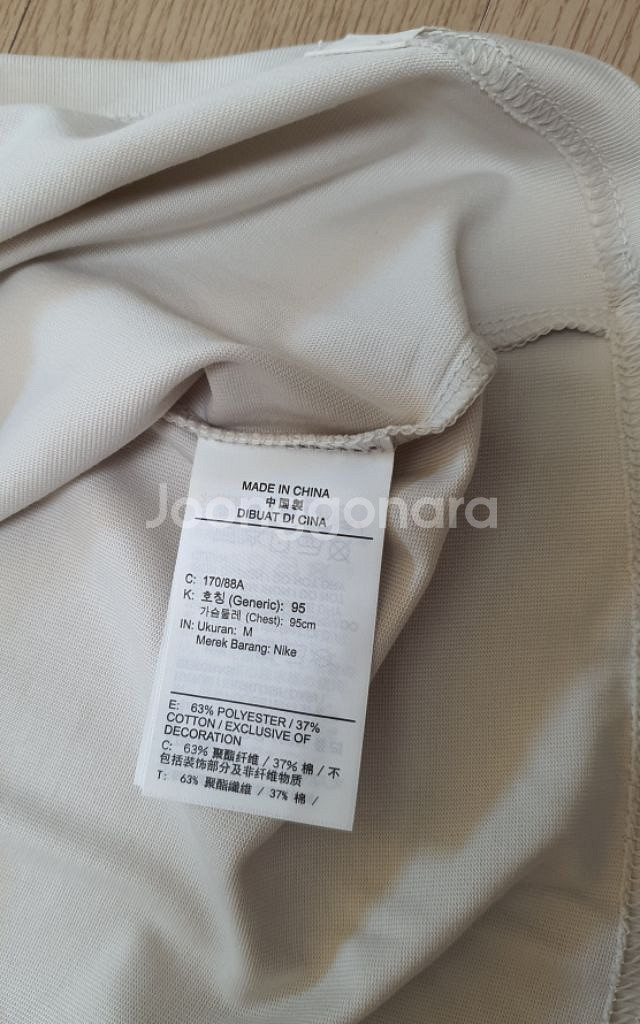 MADE IN CHINA
中国製
DIBUAT DI CINA
Joonggonara
C: 170/88A
K: 호칭 (Generic): 95
가슴둘레 (Chest): 95cm
IN: Ukuran: M
Merek Barang: Nike
E: 63% POLYESTER / 37%
COTTON / EXCLUSIVE OF
DECORATION
C: 63% 聚酯纤维 / 37% 棉 / 不
包括装饰部分及非纤维物质
T: 63% 聚酯纖維 / 37% 棉 /